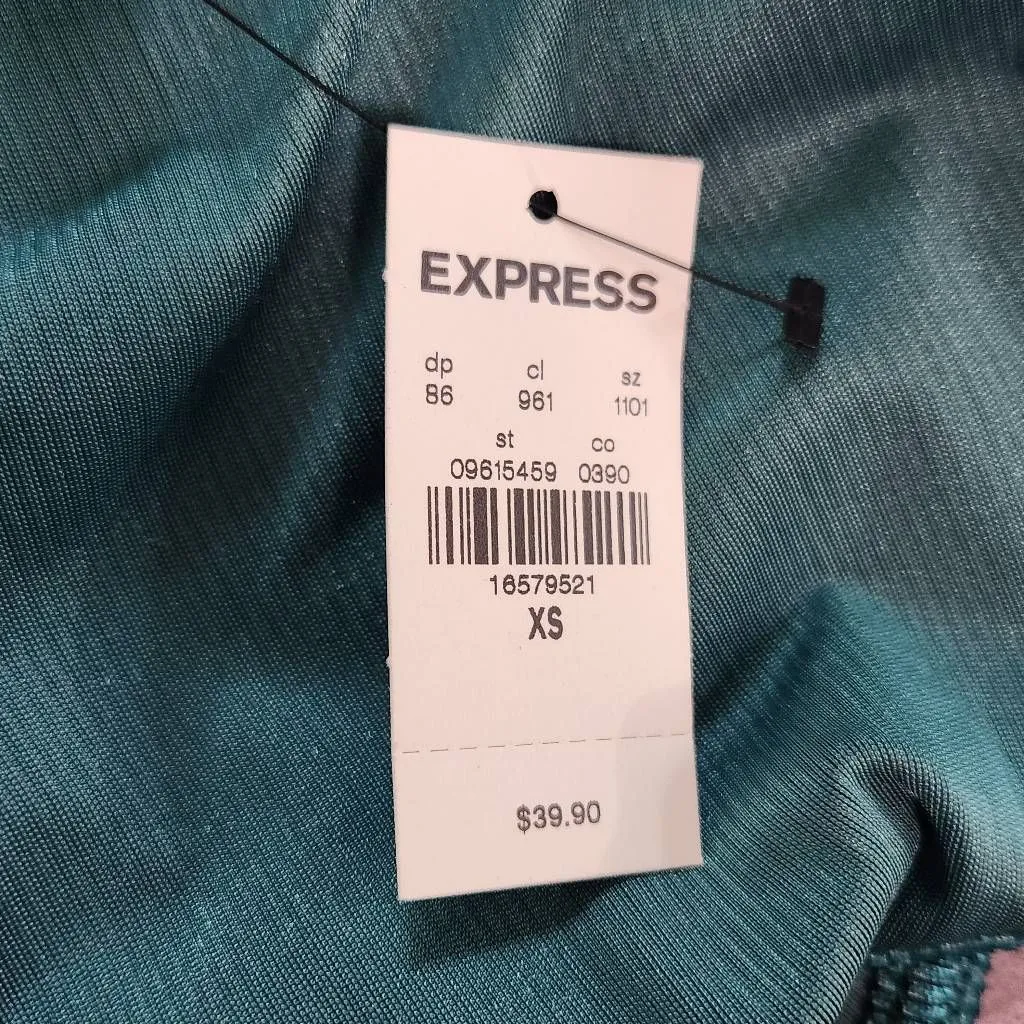 EXPRESS
dp cl sz
86 961 1101
st co
09615459 0390
16579521
XS
$39.90